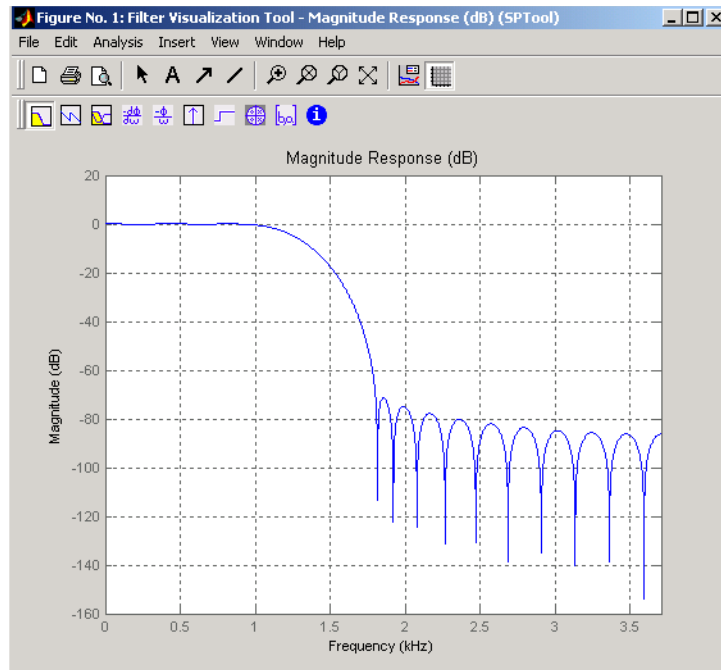 Figure No. 1: Filter Visualization Tool - Magnitude Response (dB) (SPTool)
File Edit Analysis Insert View Window Help
A
[b,a] i
Magnitude Response (dB)
20
0
-20
-40
-60
-80
-100
-120
-140
-160
Magnitude (dB)
0 0.5 1 1.5 2 2.5 3 3.5
Frequency (kHz)